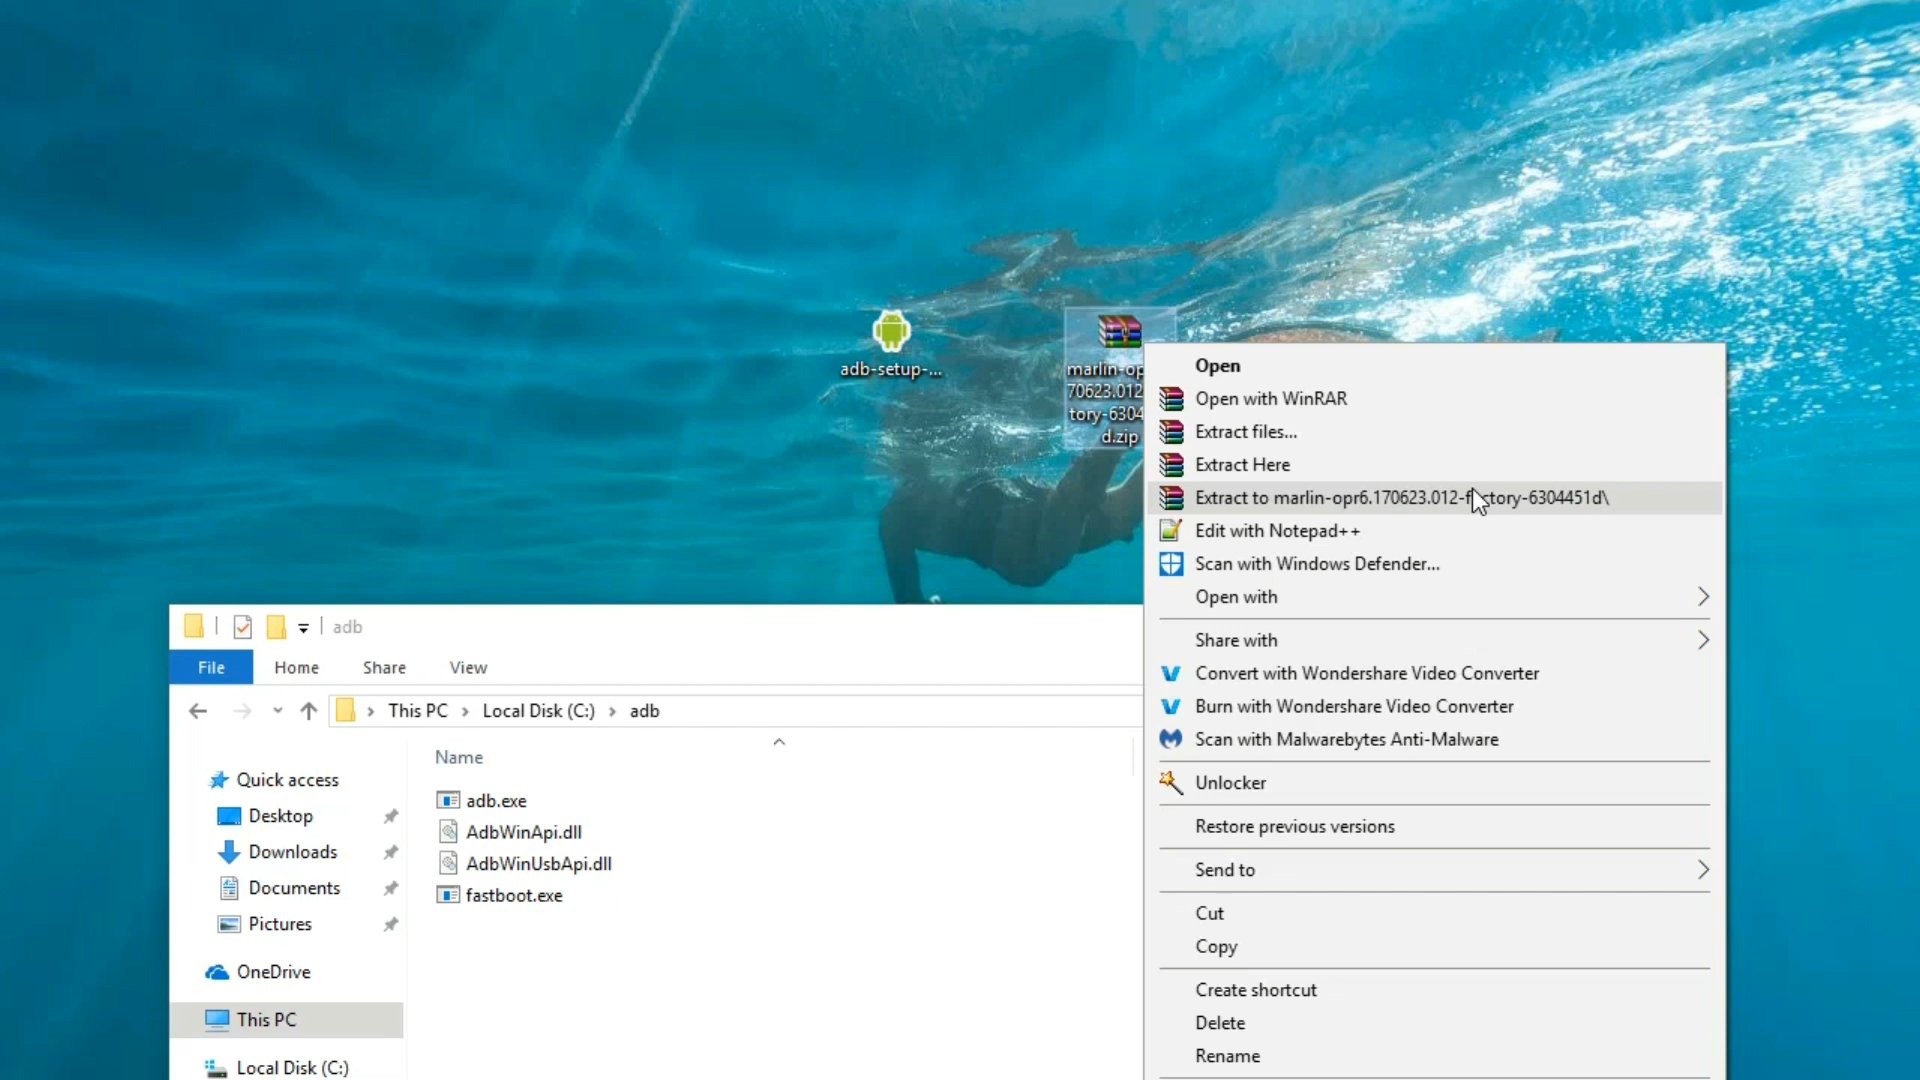 adb-setup-...
marlin-op
70623.012
tory-6304
d.zip
Open
Open with WinRAR
Extract files...
Extract Here
Extract to marlin-opr6.170623.012-factory-6304451d\
Edit with Notepad++
Scan with Windows Defender...
Open with
Share with
Convert with Wondershare Video Converter
Burn with Wondershare Video Converter
Scan with Malwarebytes Anti-Malware
Unlocker
Restore previous versions
Send to
Cut
Copy
Create shortcut
Delete
Rename
adb
File Home Share View
This PC Local Disk (C:) adb
Name
adb.exe
AdbWinApi.dll
AdbWinUsbApi.dll
fastboot.exe
Quick access
Desktop
Downloads
Documents
Pictures
OneDrive
This PC
Local Disk (C:)